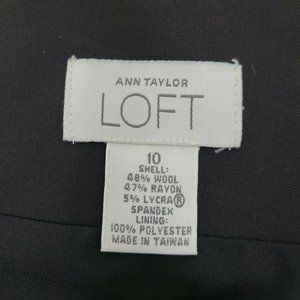 ANN TAYLOR
LOFT
10
SHELL:
48% WOOL
47% RAYON
5% LYCRA®
SPANDEX
LINING:
100% POLYESTER
MADE IN TAIWAN